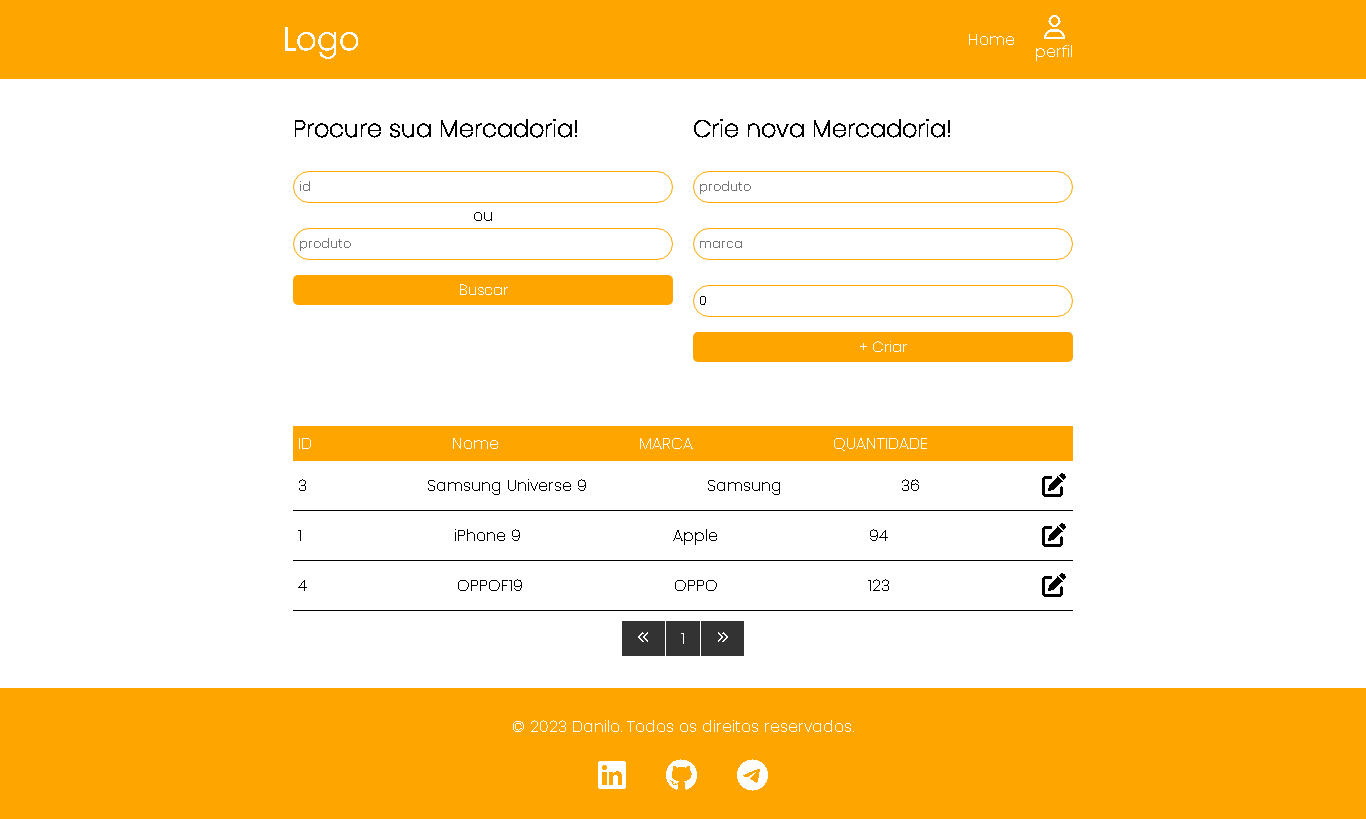 Logo
Home
perfil
Procure sua Mercadoria!
id
ou
produto
Buscar
Crie nova Mercadoria!
produto
marca
0
+ Criar
ID Nome MARCA QUANTIDADE
3 Samsung Universe 9 Samsung 36
1 iPhone 9 Apple 94
4 OPPOF19 OPPO 123
« 1 »
© 2023 Danilo. Todos os direitos reservados.
in